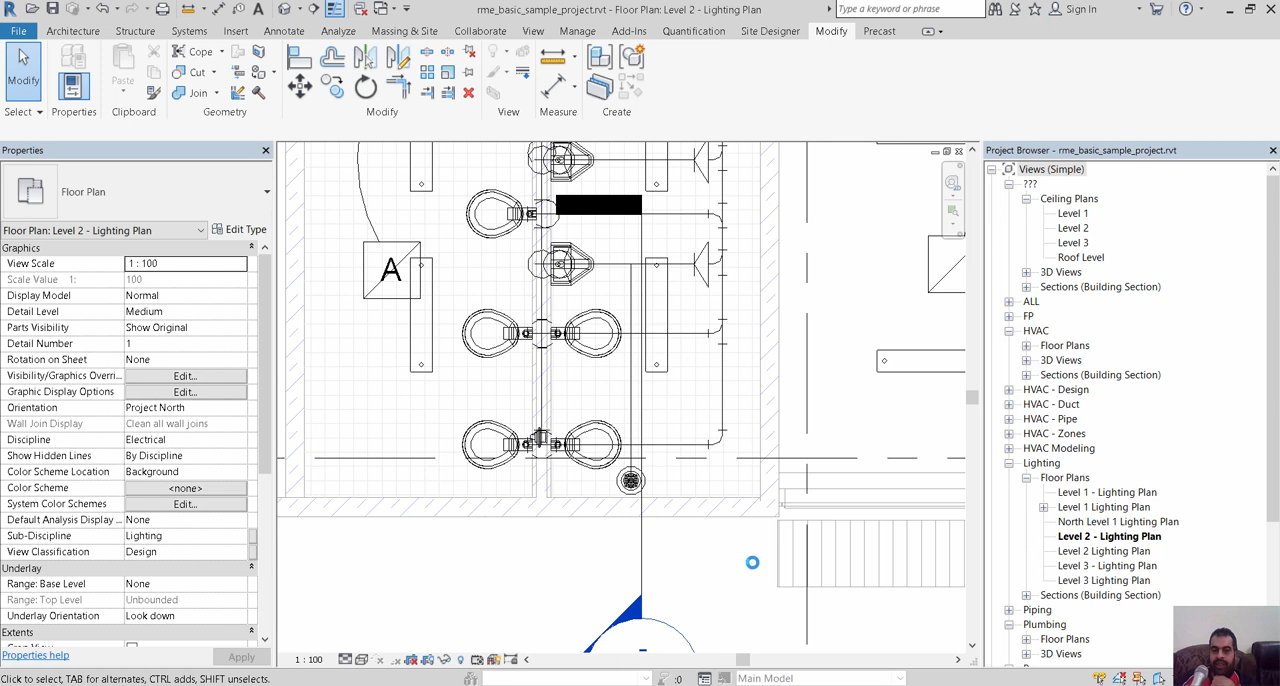 rme_basic_sample_project.rvt - Floor Plan: Level 2 - Lighting Plan
Type a keyword or phrase
Sign In
File Architecture Structure Systems Insert Annotate Analyze Massing & Site Collaborate View Manage Add-Ins Quantification Site Designer Modify Precast
Modify
Paste
Cope
Cut
Join
Select Properties Clipboard Geometry Modify View Measure Create
Properties
Floor Plan
Floor Plan: Level 2 - Lighting Plan
Edit Type
Graphics
View Scale 1 : 100
Scale Value 1: 100
Display Model Normal
Detail Level Medium
Parts Visibility Show Original
Detail Number 1
Rotation on Sheet None
Visibility/Graphics Overri... Edit...
Graphic Display Options Edit...
Orientation Project North
Wall Join Display Clean all wall joins
Discipline Electrical
Show Hidden Lines By Discipline
Color Scheme Location Background
Color Scheme <none>
System Color Schemes Edit...
Default Analysis Display ... None
Sub-Discipline Lighting
View Classification Design
Underlay
Range: Base Level None
Range: Top Level Unbounded
Underlay Orientation Look down
Extents
Properties help
Apply
A
1 : 100
Project Browser - rme_basic_sample_project.rvt
Views (Simple)
???
Ceiling Plans
Level 1
Level 2
Level 3
Roof Level
3D Views
Sections (Building Section)
ALL
FP
HVAC
Floor Plans
3D Views
Sections (Building Section)
HVAC - Design
HVAC - Duct
HVAC - Pipe
HVAC - Zones
HVAC Modeling
Lighting
Floor Plans
Level 1 - Lighting Plan
Level 1 Lighting Plan
North Level 1 Lighting Plan
Level 2 - Lighting Plan
Level 2 Lighting Plan
Level 3 - Lighting Plan
Level 3 Lighting Plan
Sections (Building Section)
Piping
Plumbing
Floor Plans
3D Views
Click to select, TAB for alternates, CTRL adds, SHIFT unselects.
:0
Main Model